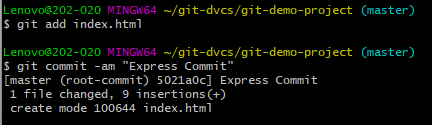 Lenovo@202-020 MINGW64 ~/git-dvcs/git-demo-project (master)
$ git add index.html
Lenovo@202-020 MINGW64 ~/git-dvcs/git-demo-project (master)
$ git commit -am "Express Commit"
[master (root-commit) 5021a0c] Express Commit
 1 file changed, 9 insertions(+)
 create mode 100644 index.html